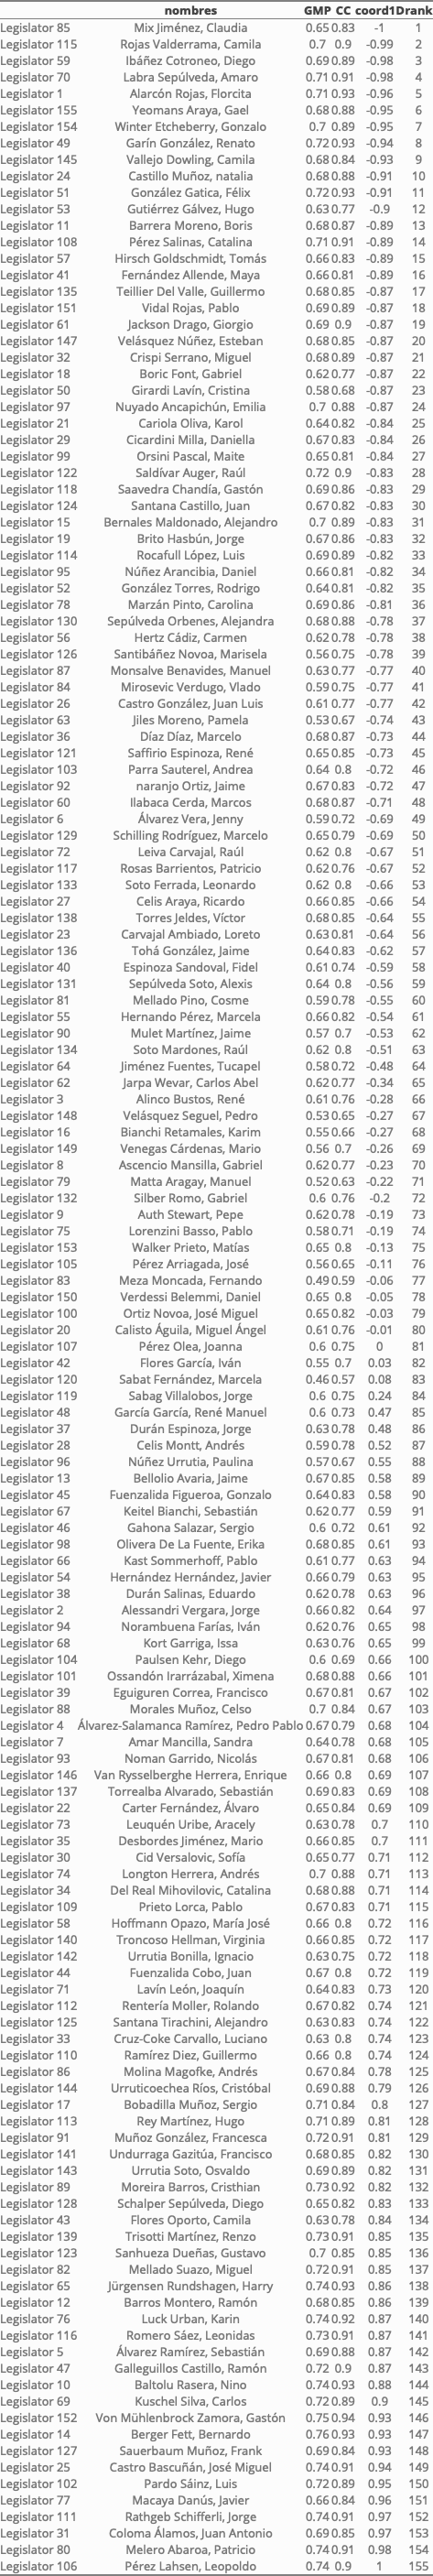 nombres GMP CC coord1D rank
Legislator 85 Mix Jiménez, Claudia 0.65 0.83 -1 1
Legislator 115 Rojas Valderrama, Camila 0.7 0.9 -0.99 2
Legislator 59 Ibáñez Cotroneo, Diego 0.69 0.89 -0.98 3
Legislator 70 Labra Sepúlveda, Amaro 0.71 0.91 -0.98 4
Legislator 1 Alarcón Rojas, Florcita 0.71 0.93 -0.96 5
Legislator 155 Yeomans Araya, Gael 0.68 0.88 -0.95 6
Legislator 154 Winter Etcheberry, Gonzalo 0.7 0.89 -0.95 7
Legislator 49 Garín González, Renato 0.72 0.93 -0.94 8
Legislator 145 Vallejo Dowling, Camila 0.68 0.84 -0.93 9
Legislator 24 Castillo Muñoz, natalia 0.68 0.88 -0.91 10
Legislator 51 González Gatica, Félix 0.72 0.93 -0.91 11
Legislator 53 Gutiérrez Gálvez, Hugo 0.63 0.77 -0.9 12
Legislator 11 Barrera Moreno, Boris 0.68 0.87 -0.89 13
Legislator 108 Pérez Salinas, Catalina 0.71 0.91 -0.89 14
Legislator 57 Hirsch Goldschmidt, Tomás 0.66 0.83 -0.89 15
Legislator 41 Fernández Allende, Maya 0.66 0.81 -0.89 16
Legislator 135 Teillier Del Valle, Guillermo 0.68 0.85 -0.87 17
Legislator 151 Vidal Rojas, Pablo 0.69 0.89 -0.87 18
Legislator 61 Jackson Drago, Giorgio 0.69 0.9 -0.87 19
Legislator 147 Velásquez Núñez, Esteban 0.68 0.85 -0.87 20
Legislator 32 Crispi Serrano, Miguel 0.68 0.89 -0.87 21
Legislator 18 Boric Font, Gabriel 0.62 0.77 -0.87 22
Legislator 50 Girardi Lavín, Cristina 0.58 0.68 -0.87 23
Legislator 97 Nuyado Ancapichún, Emilia 0.7 0.88 -0.87 24
Legislator 21 Cariola Oliva, Karol 0.64 0.82 -0.84 25
Legislator 29 Cicardini Milla, Daniella 0.67 0.83 -0.84 26
Legislator 99 Orsini Pascal, Maite 0.65 0.81 -0.84 27
Legislator 122 Saldívar Auger, Raúl 0.72 0.9 -0.83 28
Legislator 118 Saavedra Chandía, Gastón 0.69 0.86 -0.83 29
Legislator 124 Santana Castillo, Juan 0.67 0.82 -0.83 30
Legislator 15 Bernales Maldonado, Alejandro 0.7 0.89 -0.83 31
Legislator 19 Brito Hasbún, Jorge 0.67 0.86 -0.83 32
Legislator 114 Rocafull López, Luis 0.69 0.89 -0.82 33
Legislator 95 Núñez Arancibia, Daniel 0.66 0.81 -0.82 34
Legislator 52 González Torres, Rodrigo 0.64 0.81 -0.82 35
Legislator 78 Marzán Pinto, Carolina 0.69 0.86 -0.81 36
Legislator 130 Sepúlveda Orbenes, Alejandra 0.68 0.88 -0.78 37
Legislator 56 Hertz Cádiz, Carmen 0.62 0.78 -0.78 38
Legislator 126 Santibáñez Novoa, Marisela 0.56 0.75 -0.78 39
Legislator 87 Monsalve Benavides, Manuel 0.63 0.77 -0.77 40
Legislator 84 Mirosevic Verdugo, Vlado 0.59 0.75 -0.77 41
Legislator 26 Castro González, Juan Luis 0.61 0.77 -0.77 42
Legislator 63 Jiles Moreno, Pamela 0.53 0.67 -0.74 43
Legislator 36 Díaz Díaz, Marcelo 0.68 0.87 -0.73 44
Legislator 121 Saffirio Espinoza, René 0.65 0.85 -0.73 45
Legislator 103 Parra Sauterel, Andrea 0.64 0.8 -0.72 46
Legislator 92 naranjo Ortiz, Jaime 0.67 0.83 -0.72 47
Legislator 60 Ilabaca Cerda, Marcos 0.68 0.87 -0.71 48
Legislator 6 Álvarez Vera, Jenny 0.59 0.72 -0.69 49
Legislator 129 Schilling Rodríguez, Marcelo 0.65 0.79 -0.69 50
Legislator 72 Leiva Carvajal, Raúl 0.62 0.8 -0.67 51
Legislator 117 Rosas Barrientos, Patricio 0.62 0.76 -0.67 52
Legislator 133 Soto Ferrada, Leonardo 0.62 0.8 -0.66 53
Legislator 27 Celis Araya, Ricardo 0.66 0.85 -0.66 54
Legislator 138 Torres Jeldes, Víctor 0.68 0.85 -0.64 55
Legislator 23 Carvajal Ambiado, Loreto 0.63 0.81 -0.64 56
Legislator 136 Tohá González, Jaime 0.64 0.83 -0.62 57
Legislator 40 Espinoza Sandoval, Fidel 0.61 0.74 -0.59 58
Legislator 131 Sepúlveda Soto, Alexis 0.64 0.8 -0.56 59
Legislator 81 Mellado Pino, Cosme 0.59 0.78 -0.55 60
Legislator 55 Hernando Pérez, Marcela 0.66 0.82 -0.54 61
Legislator 90 Mulet Martínez, Jaime 0.57 0.7 -0.53 62
Legislator 134 Soto Mardones, Raúl 0.62 0.8 -0.51 63
Legislator 64 Jiménez Fuentes, Tucapel 0.58 0.72 -0.48 64
Legislator 62 Jarpa Wevar, Carlos Abel 0.62 0.77 -0.34 65
Legislator 3 Alinco Bustos, René 0.61 0.76 -0.28 66
Legislator 148 Velásquez Seguel, Pedro 0.53 0.65 -0.27 67
Legislator 16 Bianchi Retamales, Karim 0.55 0.66 -0.27 68
Legislator 149 Venegas Cárdenas, Mario 0.56 0.7 -0.26 69
Legislator 8 Ascencio Mansilla, Gabriel 0.62 0.77 -0.23 70
Legislator 79 Matta Aragay, Manuel 0.52 0.63 -0.22 71
Legislator 132 Silber Romo, Gabriel 0.6 0.76 -0.2 72
Legislator 9 Auth Stewart, Pepe 0.62 0.78 -0.19 73
Legislator 75 Lorenzini Basso, Pablo 0.58 0.71 -0.19 74
Legislator 153 Walker Prieto, Matías 0.65 0.8 -0.13 75
Legislator 105 Pérez Arriagada, José 0.56 0.65 -0.11 76
Legislator 83 Meza Moncada, Fernando 0.49 0.59 -0.06 77
Legislator 150 Verdessi Belemmi, Daniel 0.65 0.8 -0.05 78
Legislator 100 Ortiz Novoa, José Miguel 0.65 0.82 -0.03 79
Legislator 20 Calisto Águila, Miguel Ángel 0.61 0.76 -0.01 80
Legislator 107 Pérez Olea, Joanna 0.6 0.75 0 81
Legislator 42 Flores García, Iván 0.55 0.7 0.03 82
Legislator 120 Sabat Fernández, Marcela 0.46 0.57 0.08 83
Legislator 119 Sabag Villalobos, Jorge 0.6 0.75 0.24 84
Legislator 48 García García, René Manuel 0.6 0.73 0.47 85
Legislator 37 Durán Espinoza, Jorge 0.63 0.78 0.48 86
Legislator 28 Celis Montt, Andrés 0.59 0.78 0.52 87
Legislator 96 Núñez Urrutia, Paulina 0.57 0.67 0.55 88
Legislator 13 Bellolio Avaria, Jaime 0.67 0.85 0.58 89
Legislator 45 Fuenzalida Figueroa, Gonzalo 0.64 0.83 0.58 90
Legislator 67 Keitel Bianchi, Sebastián 0.62 0.77 0.59 91
Legislator 46 Gahona Salazar, Sergio 0.6 0.72 0.61 92
Legislator 98 Olivera De La Fuente, Erika 0.68 0.85 0.61 93
Legislator 66 Kast Sommerhoff, Pablo 0.61 0.77 0.63 94
Legislator 54 Hernández Hernández, Javier 0.66 0.79 0.63 95
Legislator 38 Durán Salinas, Eduardo 0.62 0.78 0.63 96
Legislator 2 Alessandri Vergara, Jorge 0.66 0.82 0.64 97
Legislator 94 Norambuena Farías, Iván 0.62 0.76 0.65 98
Legislator 68 Kort Garriga, Issa 0.63 0.76 0.65 99
Legislator 104 Paulsen Kehr, Diego 0.6 0.69 0.66 100
Legislator 101 Ossandón Irarrázabal, Ximena 0.68 0.88 0.66 101
Legislator 39 Eguiguren Correa, Francisco 0.67 0.81 0.67 102
Legislator 88 Morales Muñoz, Celso 0.7 0.84 0.67 103
Legislator 4 Álvarez-Salamanca Ramírez, Pedro Pablo 0.67 0.79 0.68 104
Legislator 7 Amar Mancilla, Sandra 0.64 0.78 0.68 105
Legislator 93 Noman Garrido, Nicolás 0.67 0.81 0.68 106
Legislator 146 Van Rysselberghe Herrera, Enrique 0.66 0.8 0.69 107
Legislator 137 Torrealba Alvarado, Sebastián 0.69 0.83 0.69 108
Legislator 22 Carter Fernández, Álvaro 0.65 0.84 0.69 109
Legislator 73 Leuquén Uribe, Aracely 0.63 0.78 0.7 110
Legislator 35 Desbordes Jiménez, Mario 0.66 0.85 0.7 111
Legislator 30 Cid Versalovic, Sofía 0.65 0.77 0.71 112
Legislator 74 Longton Herrera, Andrés 0.7 0.88 0.71 113
Legislator 34 Del Real Mihovilovic, Catalina 0.68 0.88 0.71 114
Legislator 109 Prieto Lorca, Pablo 0.67 0.83 0.71 115
Legislator 58 Hoffmann Opazo, María José 0.66 0.8 0.72 116
Legislator 140 Troncoso Hellman, Virginia 0.66 0.85 0.72 117
Legislator 142 Urrutia Bonilla, Ignacio 0.63 0.75 0.72 118
Legislator 44 Fuenzalida Cobo, Juan 0.67 0.8 0.72 119
Legislator 71 Lavín León, Joaquín 0.64 0.83 0.73 120
Legislator 112 Rentería Moller, Rolando 0.67 0.82 0.74 121
Legislator 125 Santana Tirachini, Alejandro 0.63 0.83 0.74 122
Legislator 33 Cruz-Coke Carvallo, Luciano 0.63 0.8 0.74 123
Legislator 110 Ramírez Diez, Guillermo 0.66 0.8 0.74 124
Legislator 86 Molina Magofke, Andrés 0.67 0.84 0.78 125
Legislator 144 Urruticoechea Ríos, Cristóbal 0.69 0.88 0.79 126
Legislator 17 Bobadilla Muñoz, Sergio 0.71 0.84 0.8 127
Legislator 113 Rey Martínez, Hugo 0.71 0.89 0.81 128
Legislator 91 Muñoz González, Francesca 0.72 0.91 0.81 129
Legislator 141 Undurraga Gazitúa, Francisco 0.68 0.85 0.82 130
Legislator 143 Urrutia Soto, Osvaldo 0.69 0.89 0.82 131
Legislator 89 Moreira Barros, Cristhian 0.73 0.92 0.82 132
Legislator 128 Schalper Sepúlveda, Diego 0.65 0.82 0.83 133
Legislator 43 Flores Oporto, Camila 0.63 0.78 0.84 134
Legislator 139 Trisotti Martínez, Renzo 0.73 0.91 0.85 135
Legislator 123 Sanhueza Dueñas, Gustavo 0.7 0.85 0.85 136
Legislator 82 Mellado Suazo, Miguel 0.72 0.91 0.85 137
Legislator 65 Jürgensen Rundshagen, Harry 0.74 0.93 0.86 138
Legislator 12 Barros Montero, Ramón 0.68 0.85 0.86 139
Legislator 76 Luck Urban, Karin 0.74 0.92 0.87 140
Legislator 116 Romero Sáez, Leonidas 0.73 0.91 0.87 141
Legislator 5 Álvarez Ramírez, Sebastián 0.69 0.88 0.87 142
Legislator 47 Galleguillos Castillo, Ramón 0.72 0.9 0.87 143
Legislator 10 Baltolu Rasera, Nino 0.74 0.93 0.88 144
Legislator 69 Kuschel Silva, Carlos 0.72 0.89 0.9 145
Legislator 152 Von Mühlenbrock Zamora, Gastón 0.75 0.94 0.93 146
Legislator 14 Berger Fett, Bernardo 0.76 0.93 0.93 147
Legislator 127 Sauerbaum Muñoz, Frank 0.69 0.84 0.93 148
Legislator 25 Castro Bascuñán, José Miguel 0.74 0.91 0.94 149
Legislator 102 Pardo Sáinz, Luis 0.72 0.89 0.95 150
Legislator 77 Macaya Danús, Javier 0.66 0.84 0.96 151
Legislator 111 Rathgeb Schifferli, Jorge 0.74 0.91 0.97 152
Legislator 31 Coloma Álamos, Juan Antonio 0.69 0.85 0.97 153
Legislator 80 Melero Abaroa, Patricio 0.74 0.91 0.98 154
Legislator 106 Pérez Lahsen, Leopoldo 0.74 0.9 1 155